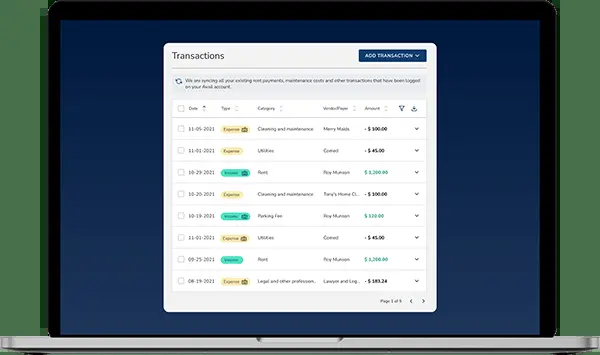 Transactions
ADD TRANSACTION
We are syncing all your existing rent payments, maintenance costs and other transactions that have been logged
on your Avail account.
Date Type Category Vendor/Payer Amount
11-05-2021 Expense Cleaning and maintenance Merry Maids - $ 100.00
11-01-2021 Expense Utilities Comed - $ 45.00
10-29-2021 Income Rent Roy Munson $ 1,200.00
10-20-2021 Expense Cleaning and maintenance Tony's Home Cl... - $ 100.00
10-19-2021 Income Parking Fee Roy Munson $ 120.00
11-01-2021 Expense Utilities Comed - $ 45.00
09-25-2021 Income Rent Roy Munson $ 1,200.00
08-19-2021 Expense Legal and other profession... Lawyer and Log... - $ 183.24
Page 1 of 5